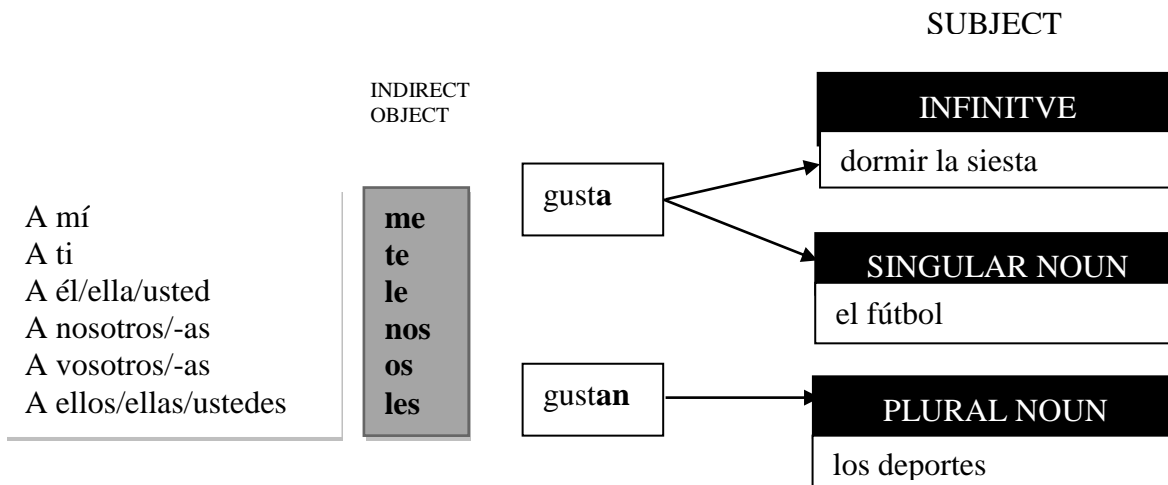 SUBJECT
INDIRECT
OBJECT
INFINITVE
dormir la siesta
gusta
A mí
me
A ti
te
A él/ella/usted
le
SINGULAR NOUN
A nosotros/-as
nos
el fútbol
A vosotros/-as
os
A ellos/ellas/ustedes
les
gustan
PLURAL NOUN
los deportes